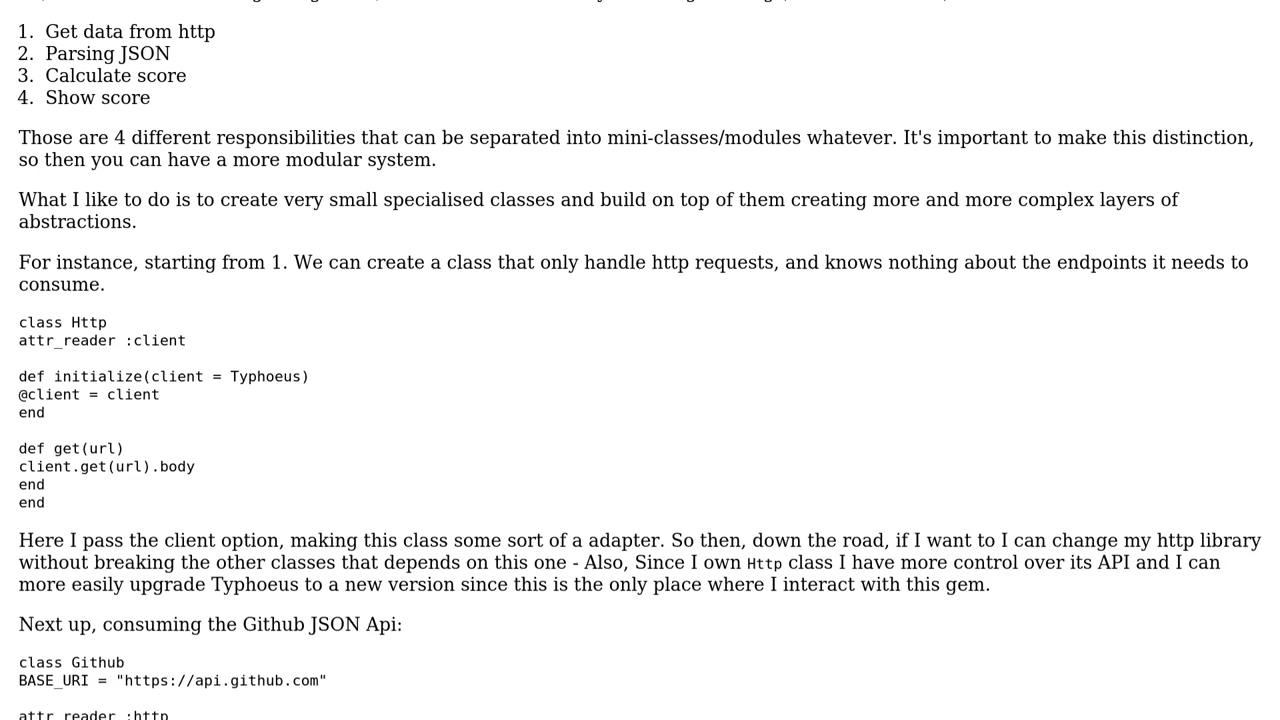 1. Get data from http
2. Parsing JSON
3. Calculate score
4. Show score
Those are 4 different responsibilities that can be separated into mini-classes/modules whatever. It's important to make this distinction,
so then you can have a more modular system.
What I like to do is to create very small specialised classes and build on top of them creating more and more complex layers of
abstractions.
For instance, starting from 1. We can create a class that only handle http requests, and knows nothing about the endpoints it needs to
consume.
class Http
attr_reader :client
def initialize(client = Typhoeus)
@client = client
end
def get(url)
client.get(url).body
end
end
Here I pass the client option, making this class some sort of a adapter. So then, down the road, if I want to I can change my http library
without breaking the other classes that depends on this one - Also, Since I own Http class I have more control over its API and I can
more easily upgrade Typhoeus to a new version since this is the only place where I interact with this gem.
Next up, consuming the Github JSON Api:
class Github
BASE_URI = "https://api.github.com"
attr_reader :http